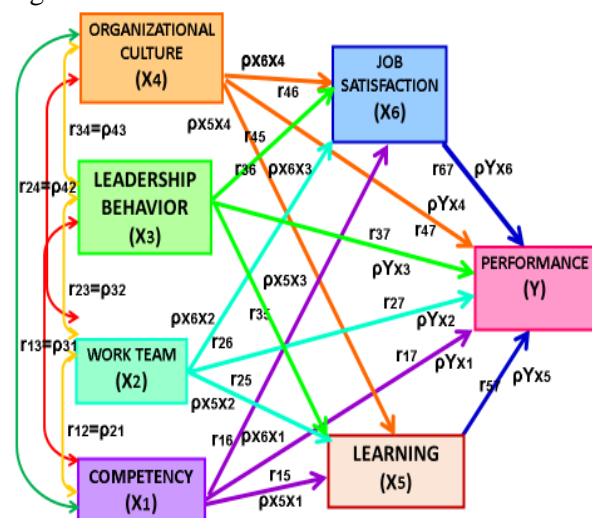 ORGANIZATIONAL
CULTURE
(X4)
JOB
SATISFACTION
(X6)
LEADERSHIP
BEHAVIOR
(X3)
PERFORMANCE
(Y)
WORK TEAM
(X2)
LEARNING
(X5)
COMPETENCY
(X1)
ρx6x4
r46
ρx5x4
r45
r34=ρ43
r36
ρx6x3
r67
ρYx6
r24=ρ42
ρYx4
r37
r47
ρx5x3
ρYx3
r23=ρ32
r35
r27
ρx6x2
ρYx2
r26
r13=ρ31
r17
ρYx1
r25
ρx5x2
r57
ρYx5
r12=ρ21
r16
ρx6x1
r15
ρx5x1